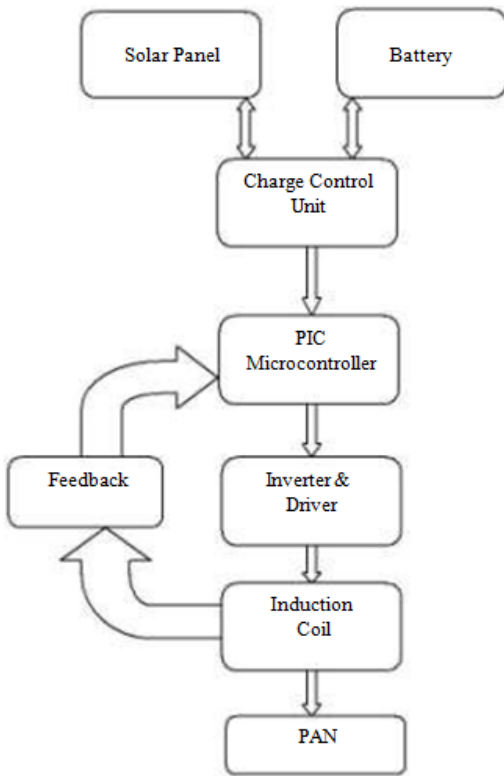 Solar Panel
Battery
Charge Control
Unit
PIC
Microcontroller
Feedback
Inverter &
Driver
Induction
Coil
PAN